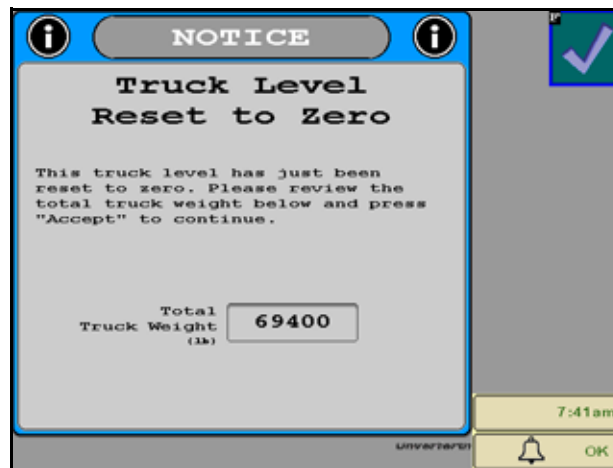 NOTICE
Truck Level
Reset to Zero
This truck level has just been
reset to zero. Please review the
total truck weight below and press
"Accept" to continue.
Total
Truck Weight
(lb)
69400
7:41am
OK